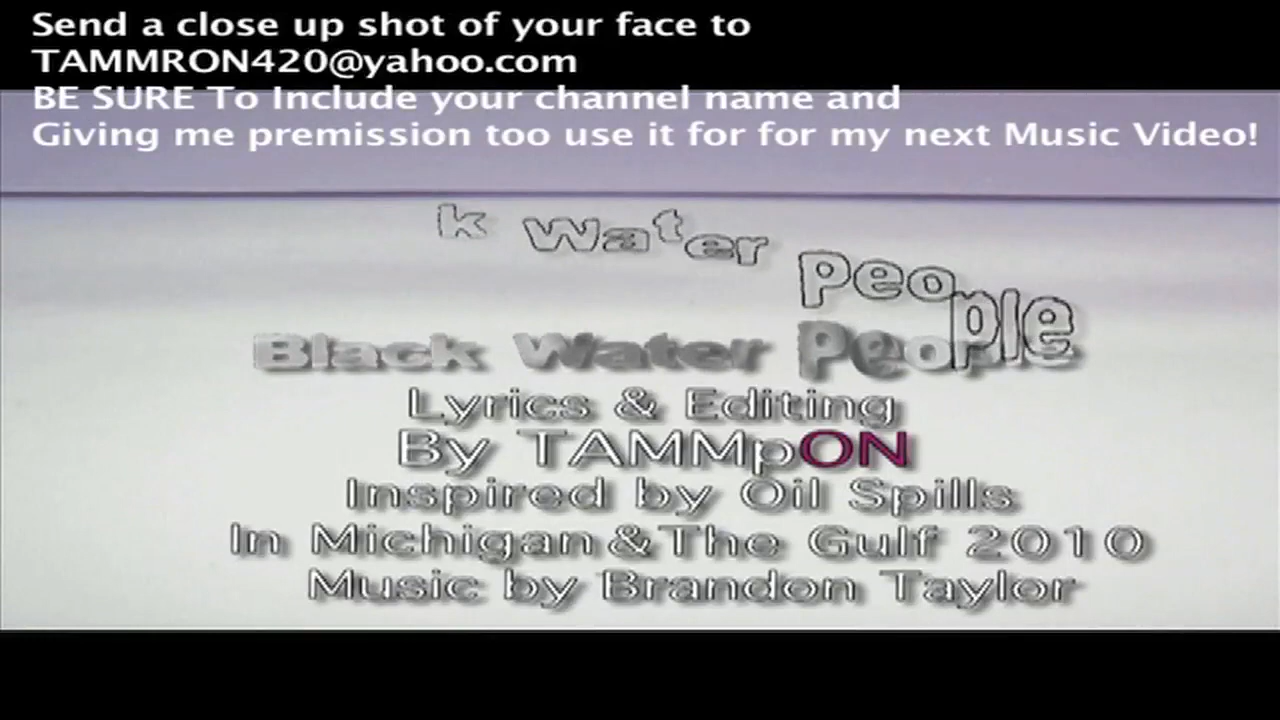 Send a close up shot of your face to
TAMMRON420@yahoo.com
BE SURE To Include your channel name and
Giving me premission too use it for for my next Music Video!
k Water People
Black Water People
Lyrics & Editing
By TAMMpON
Inspired by Oil Spills
In Michigan&The Gulf 2010
Music by Brandon Taylor